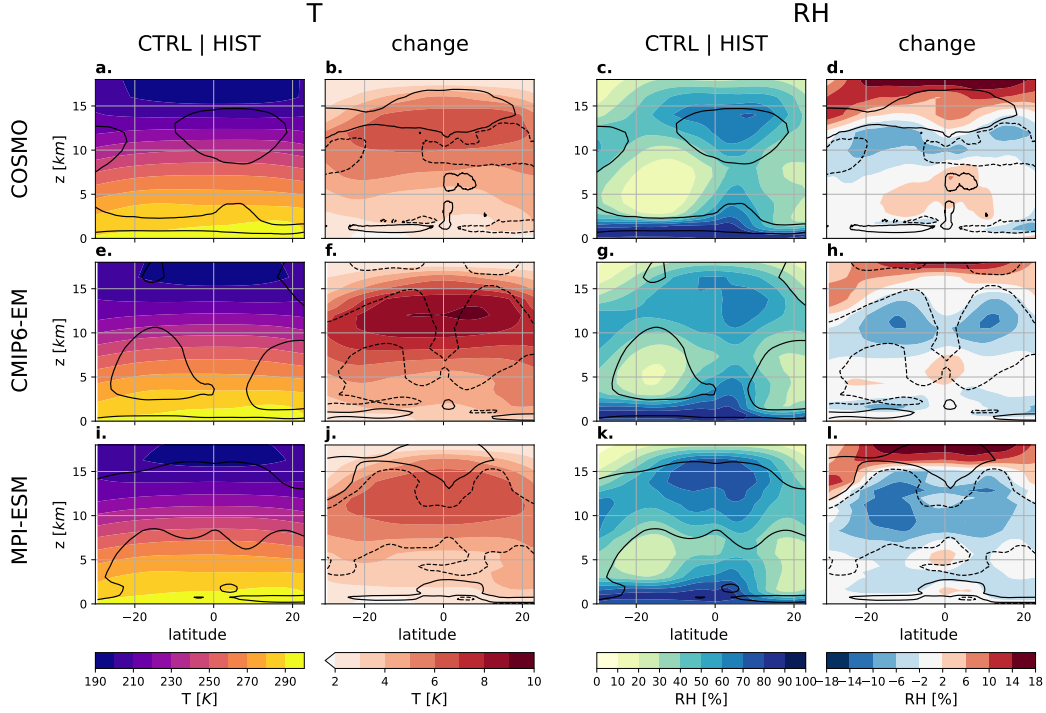 T RH
CTRL | HIST change CTRL | HIST change
a. b. c. d.
COSMO
z [km]
15
10
5
0
e. f. g. h.
CMIP6-EM
z [km]
15
10
5
0
i. j. k. l.
MPI-ESM
z [km]
15
10
5
0
−20 0 20 −20 0 20 −20 0 20 −20 0 20
latitude latitude latitude latitude
190 210 230 250 270 290 2 4 6 8 10 0 10 20 30 40 50 60 70 80 90 100 −18 −14 −10 −6 −2 2 6 10 14 18
T [K] T [K] RH [%] RH [%]